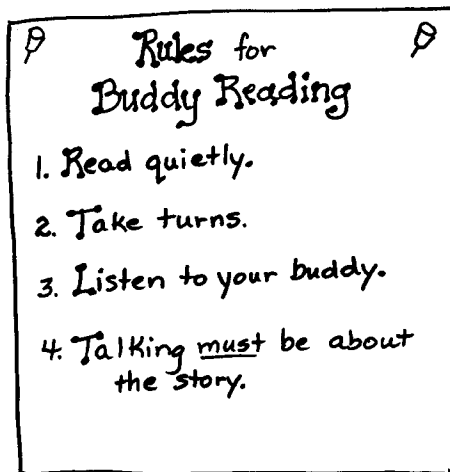 Rules for
Buddy Reading
1. Read quietly.
2. Take turns.
3. Listen to your buddy.
4. Talking must be about
the story.